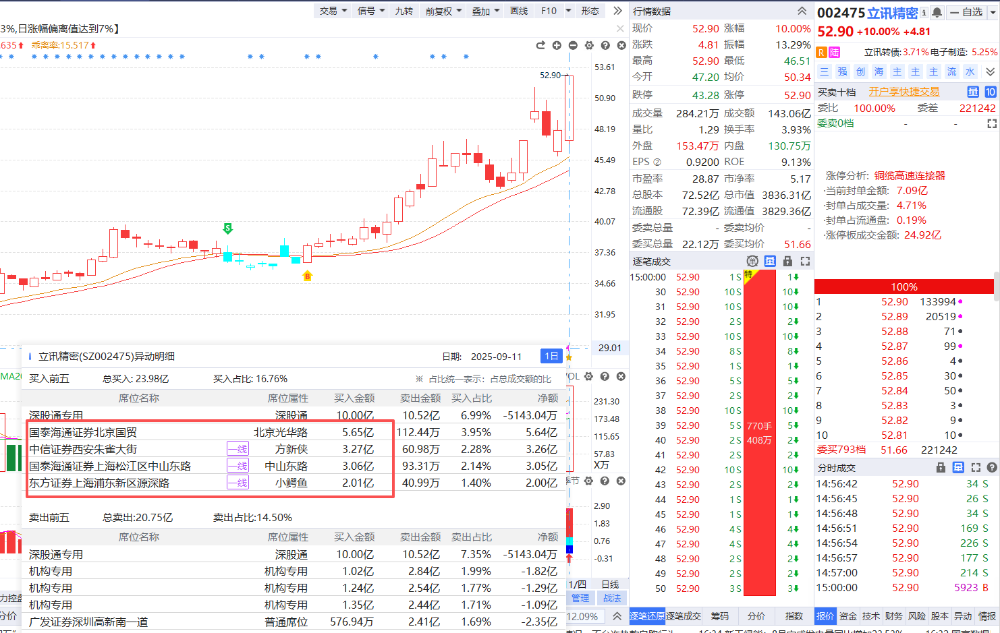 交易 信号 九转 前复权 叠加 画线 F10 形态
3%,日涨幅偏离值达到7%】
.635 乖离率:15.517
52.90
53.61
50.90
48.19
45.49
42.78
40.07
37.36
34.66
31.95
29.01
S
B
立讯精密(SZ002475)异动明细 日期: 2025-09-11 1日
买入前五 总买入: 23.98亿 买入占比: 16.76% ※ 占比统一表示: 占总成交额的比
席位名称 席位属性 买入金额 卖出金额 买入占比 净额
深股通专用 深股通 10.00亿 10.52亿 6.99% -5143.04万
国泰海通证券北京国贸 北京光华路 5.65亿 112.44万 3.95% 5.64亿
中信证券西安朱雀大街 一线 方新侠 3.27亿 60.98万 2.28% 3.26亿
国泰海通证券上海松江区中山东路 一线 中山东路 3.06亿 93.31万 2.14% 3.05亿
东方证券上海浦东新区源深路 一线 小鳄鱼 2.01亿 40.99万 1.40% 2.00亿
卖出前五 总卖出:20.75亿 卖出占比:14.50%
席位名称 席位属性 买入金额 卖出金额 卖出占比 净额
深股通专用 深股通 10.00亿 10.52亿 7.35% -5143.04万
机构专用 机构专用 1.02亿 2.84亿 1.99% -1.82亿
机构专用 机构专用 1.24亿 2.54亿 1.77% -1.29亿
机构专用 机构专用 1.35亿 2.44亿 1.71% -1.09亿
广发证券深圳高新南一道 普通席位 576.94万 2.41亿 1.69% -2.35亿
MA20
力控盘
分价
VOL
231.30
173.48
115.65
57.83
X万
季节
2.90
1.83
0.76
-0.31
1/四 日线
管理 战法
12.09%
行情数据
现价 52.90 涨幅 10.00%
涨跌 4.81 振幅 13.29%
最高 52.90 最低 46.51
今开 47.20 均价 50.34
跌停 43.28 涨停 52.90
成交量 284.21万 成交额 143.06亿
量比 1.29 换手率 3.93%
外盘 153.47万 内盘 130.75万
EPS ② 0.9200 ROE 9.13%
市盈率 28.87 市净率 5.17
总股本 72.52亿 总市值 3836.31亿
流通股 72.39亿 流通值 3829.36亿
委卖总量 - 委卖均价 -
委买总量 22.12万 委买均价 51.66
逐笔成交 单 量
特
15:00:00 52.90 1 S 1
30 52.90 10 S 10
31 52.90 10 S 10
32 52.90 2 S 2
33 52.90 10 S 10
34 52.90 8 S 8
35 52.90 1 S 1
36 52.90 5 S 5
37 52.90 2 S 2
38 52.90 10 S 10
39 52.90 5 S 770手 5
40 52.90 2 S 408万 2
41 52.90 2 S 2
42 52.90 10 S 10
43 52.90 2 S 2
44 52.90 1 S 1
45 52.90 1 S 1
46 52.90 4 S 4
47 52.90 4 S 4
48 52.90 2 S 2
49 52.90 2 S 2
50 52.90 3 S 3
逐笔还原 逐笔成交 筹码 分价 指数
002475 立讯精密 自选
52.90 +10.00% +4.81
R 陆 立讯转债: 3.71% 电子制造: 5.25%
三 强 创 海 主 主 主 流 水
买卖十档 开户享快捷交易 量 10
委比 100.00% 委差 221242
委卖0档 - -
涨停分析: 铜缆高速连接器
·当前封单金额: 7.09亿
·封单占成交量: 4.71%
·封单占流通盘: 0.19%
·涨停板成交金额: 24.92亿
100%
1 52.90 133994
2 52.89 20519
3 52.88 71
4 52.87 99
5 52.86 4
6 52.85 30
7 52.84 50
8 52.83 3
9 52.82 9
10 52.81 10
委买793档 51.66 221242
分时成交 量
14:56:42 52.90 34 S
14:56:45 52.90 26 S
14:56:48 52.90 34 S
14:56:51 52.90 169 S
14:56:54 52.90 226 S
14:56:57 52.90 177 S
14:57:00 52.90 214 S
15:00:00 52.90 5923 B
报价 资金 技术 财务 风险 股本 异动 情报